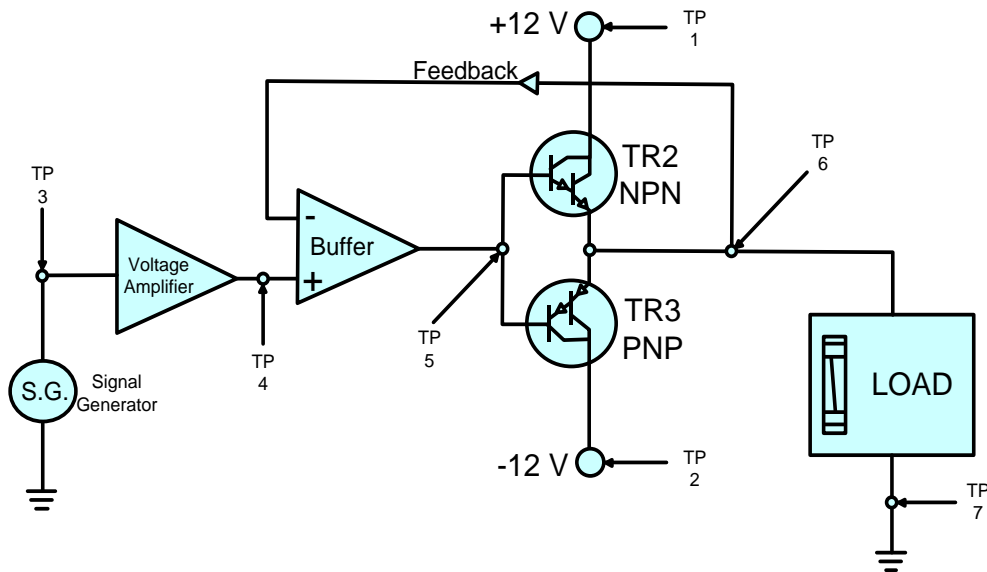 +12 V
TP
1
Feedback
TP
3
TR2
NPN
TP
6
-
Buffer
+
Voltage
Amplifier
TP
4
TP
5
TR3
PNP
S.G.
Signal
Generator
LOAD
-12 V
TP
2
TP
7